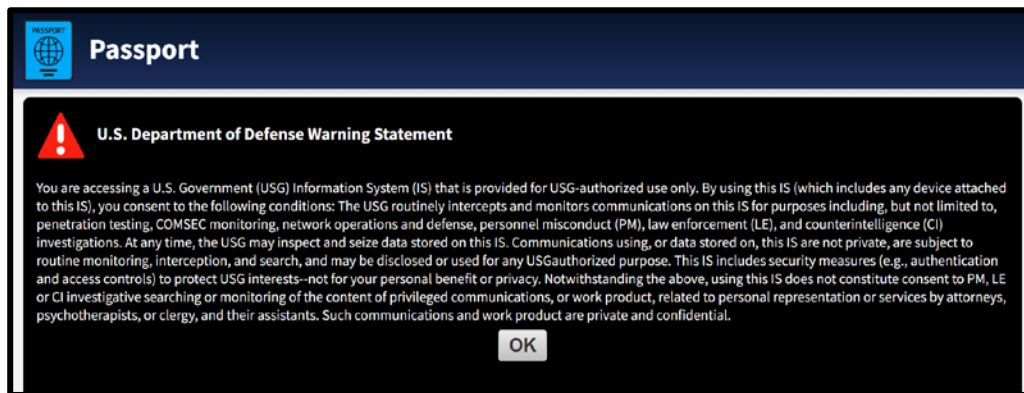 PASSPORT
Passport
U.S. Department of Defense Warning Statement
You are accessing a U.S. Government (USG) Information System (IS) that is provided for USG-authorized use only. By using this IS (which includes any device attached
to this IS), you consent to the following conditions: The USG routinely intercepts and monitors communications on this IS for purposes including, but not limited to,
penetration testing, COMSEC monitoring, network operations and defense, personnel misconduct (PM), law enforcement (LE), and counterintelligence (CI)
investigations. At any time, the USG may inspect and seize data stored on this IS. Communications using, or data stored on, this IS are not private, are subject to
routine monitoring, interception, and search, and may be disclosed or used for any USGauthorized purpose. This IS includes security measures (e.g., authentication
and access controls) to protect USG interests--not for your personal benefit or privacy. Notwithstanding the above, using this IS does not constitute consent to PM, LE
or CI investigative searching or monitoring of the content of privileged communications, or work product, related to personal representation or services by attorneys,
psychotherapists, or clergy, and their assistants. Such communications and work product are private and confidential.
OK